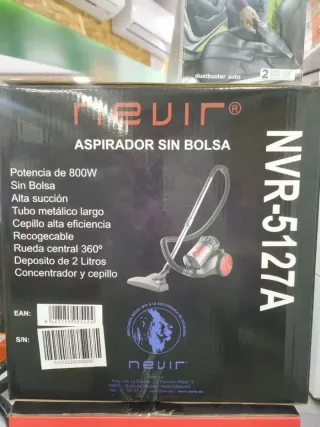 dustbuster auto
2
nevir®
ASPIRADOR SIN BOLSA
NVR-5127A
Potencia de 800W
Sin Bolsa
Alta succión
Tubo metálico largo
Cepillo alta eficiencia
Recogecable
Rueda central 360º
Deposito de 2 Litros
Concentrador y cepillo
EAN:
S/N:
nevir